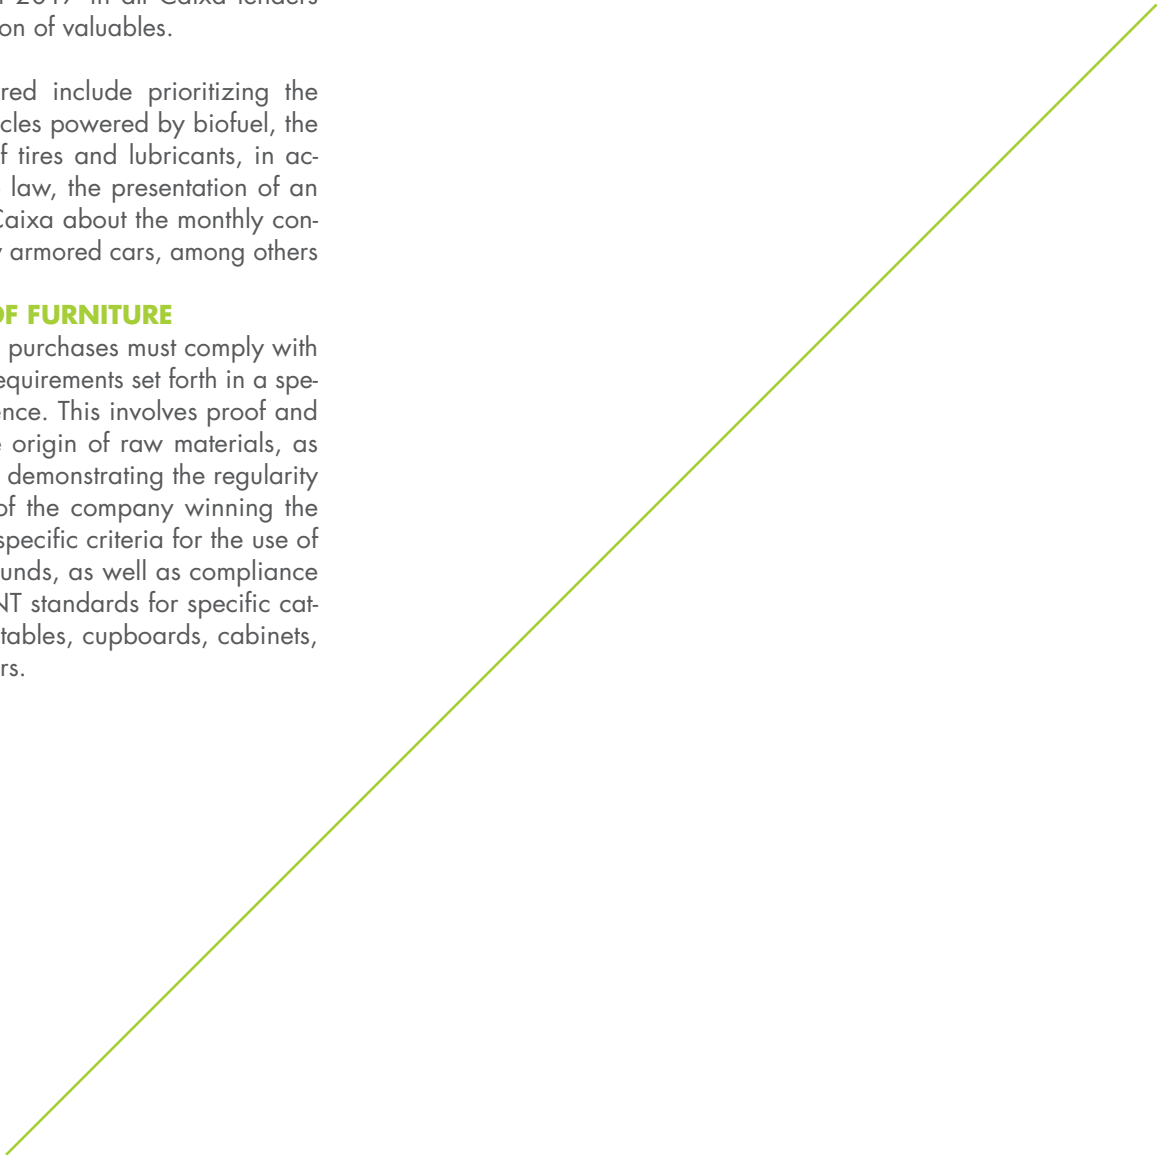 2017 in all Caixa tenders
on of valuables.
red include prioritizing the
cles powered by biofuel, the
f tires and lubricants, in ac-
law, the presentation of an
Caixa about the monthly con-
armored cars, among others
OF FURNITURE
purchases must comply with
equirements set forth in a spe-
ence. This involves proof and
origin of raw materials, as
demonstrating the regularity
of the company winning the
specific criteria for the use of
unds, as well as compliance
NT standards for specific cat-
tables, cupboards, cabinets,
rs.